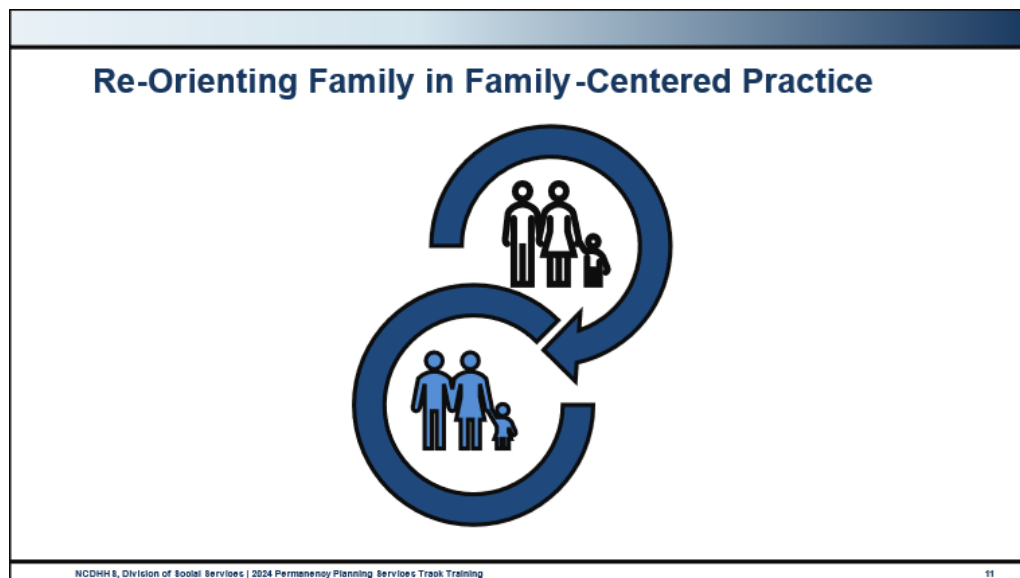 Re-Orienting Family in Family-Centered Practice
NCDHHS, Division of Social Services | 2024 Permanency Planning Services Track Training
11